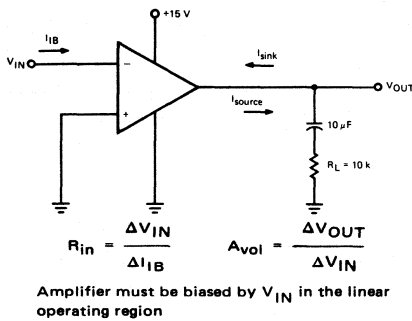 +15 V
I_IB
V_IN
−
+
I_sink
V_OUT
I_source
10 µF
R_L = 10 k
R_in = ΔV_IN / ΔI_IB
A_vol = ΔV_OUT / ΔV_IN
Amplifier must be biased by V_IN in the linear
operating region